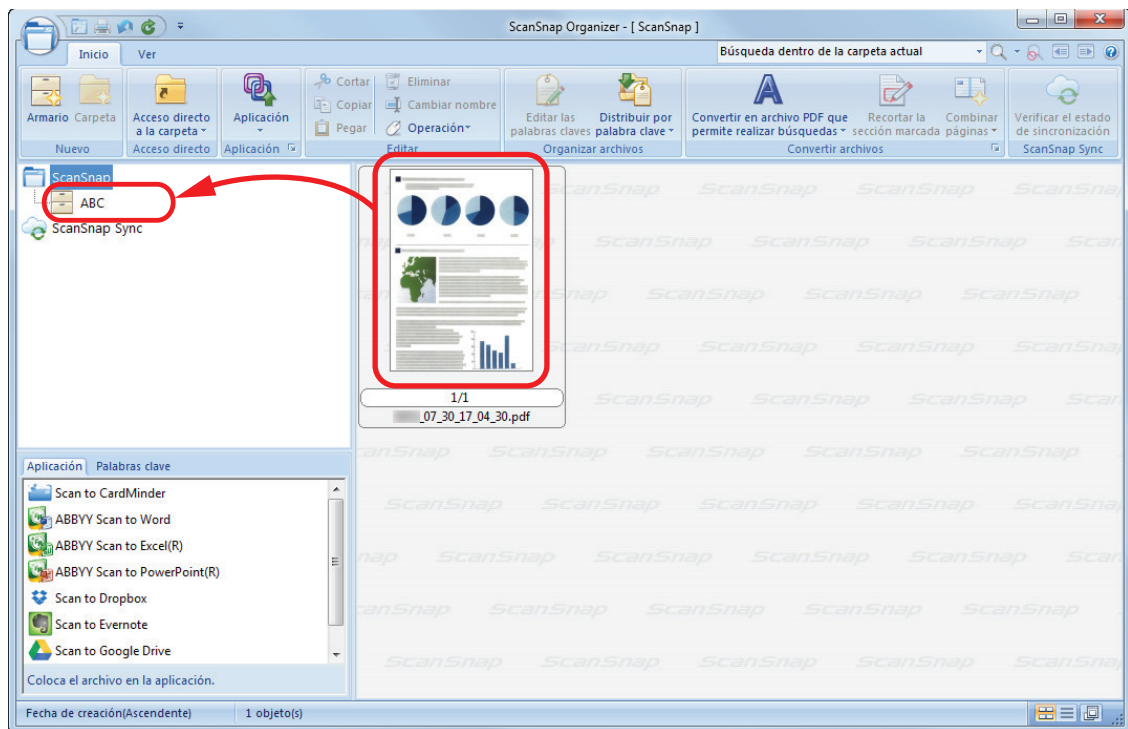 ScanSnap Organizer - [ ScanSnap ]
Inicio Ver
Búsqueda dentro de la carpeta actual
Armario Carpeta
Nuevo
Acceso directo
a la carpeta
Acceso directo
Aplicación
Aplicación
Cortar
Copiar
Pegar
Eliminar
Cambiar nombre
Operación
Editar
Editar las
palabras claves
Distribuir por
palabra clave
Organizar archivos
Convertir en archivo PDF que
permite realizar búsquedas
Recortar la
sección marcada
Combinar
páginas
Convertir archivos
Verificar el estado
de sincronización
ScanSnap Sync
ScanSnap
ABC
ScanSnap Sync
1/1
_07_30_17_04_30.pdf
Aplicación Palabras clave
Scan to CardMinder
ABBYY Scan to Word
ABBYY Scan to Excel(R)
ABBYY Scan to PowerPoint(R)
Scan to Dropbox
Scan to Evernote
Scan to Google Drive
Coloca el archivo en la aplicación.
Fecha de creación(Ascendente) 1 objeto(s)